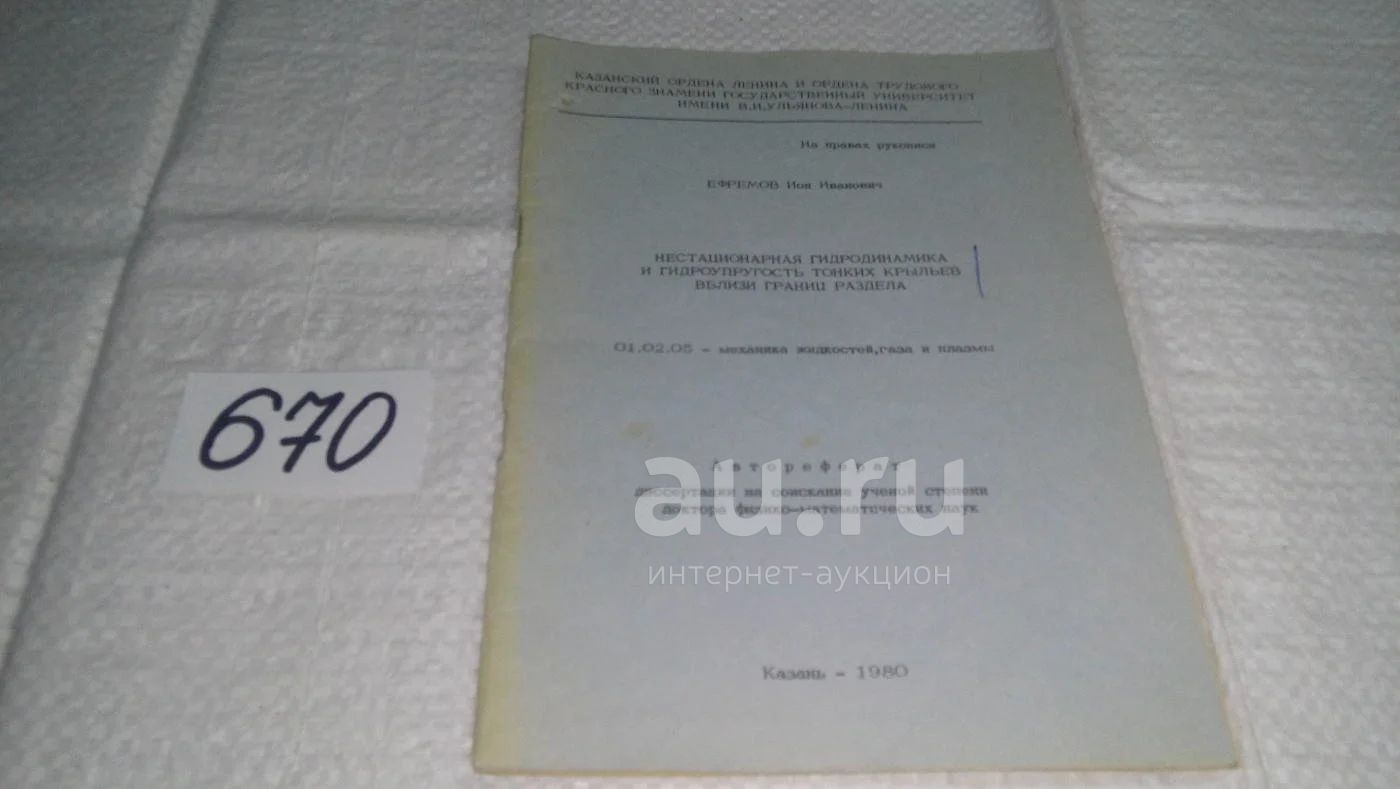 КАЗАНСКИЙ ОРДЕНА ЛЕНИНА И ОРДЕНА ТРУДОВОГО
КРАСНОГО ЗНАМЕНИ ГОСУДАРСТВЕННЫЙ УНИВЕРСИТЕТ
ИМЕНИ В.И.УЛЬЯНОВА-ЛЕНИНА
На правах рукописи
ЕФРЕМОВ Ион Иванович
НЕСТАЦИОНАРНАЯ ГИДРОДИНАМИКА
И ГИДРОУПРУГОСТЬ ТОНКИХ КРЫЛЬЕВ
ВБЛИЗИ ГРАНИЦ РАЗДЕЛА
01.02.05 - механика жидкостей,газа и плазмы
670
Автореферат
диссертации на соискание ученой степени
доктора физико-математических наук
au.ru
интернет-аукцион
Казань - 1980